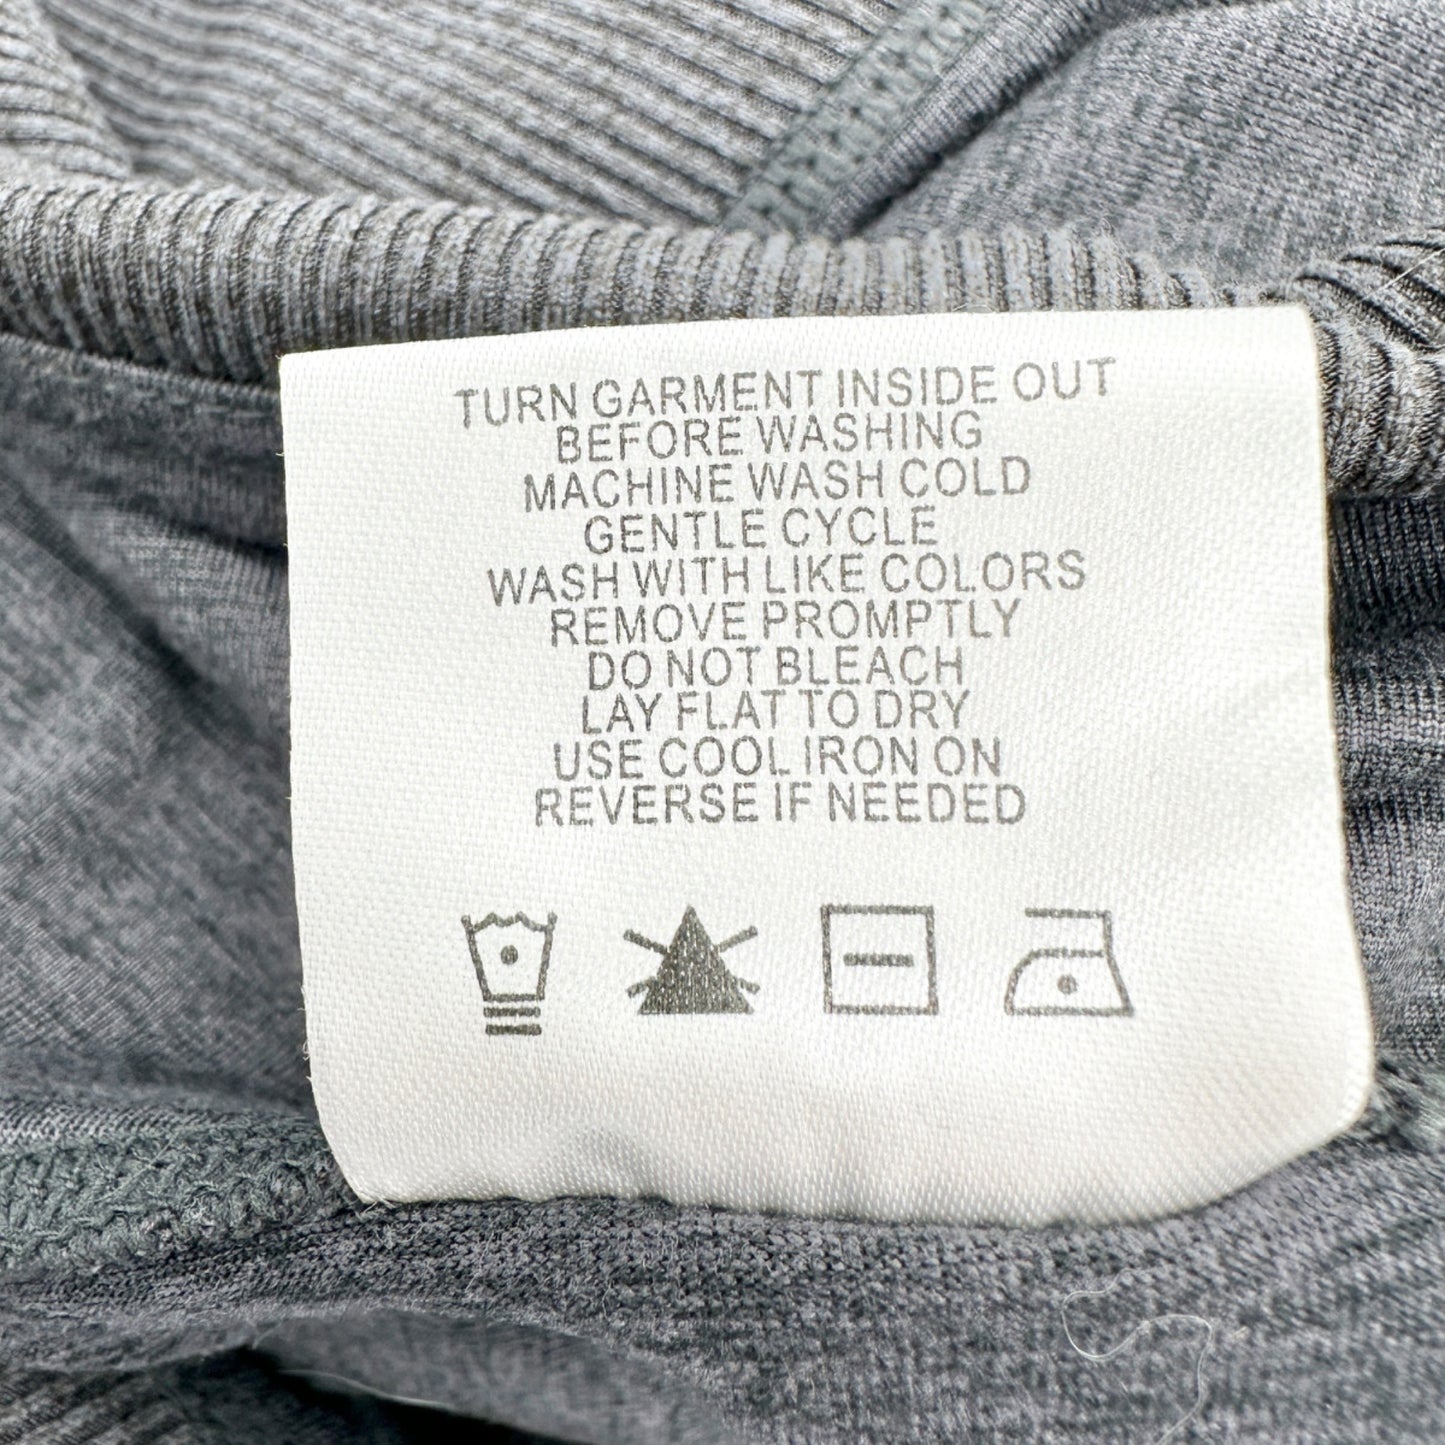 TURN GARMENT INSIDE OUT
BEFORE WASHING
MACHINE WASH COLD
GENTLE CYCLE
WASH WITH LIKE COLORS
REMOVE PROMPTLY
DO NOT BLEACH
LAY FLAT TO DRY
USE COOL IRON ON
REVERSE IF NEEDED